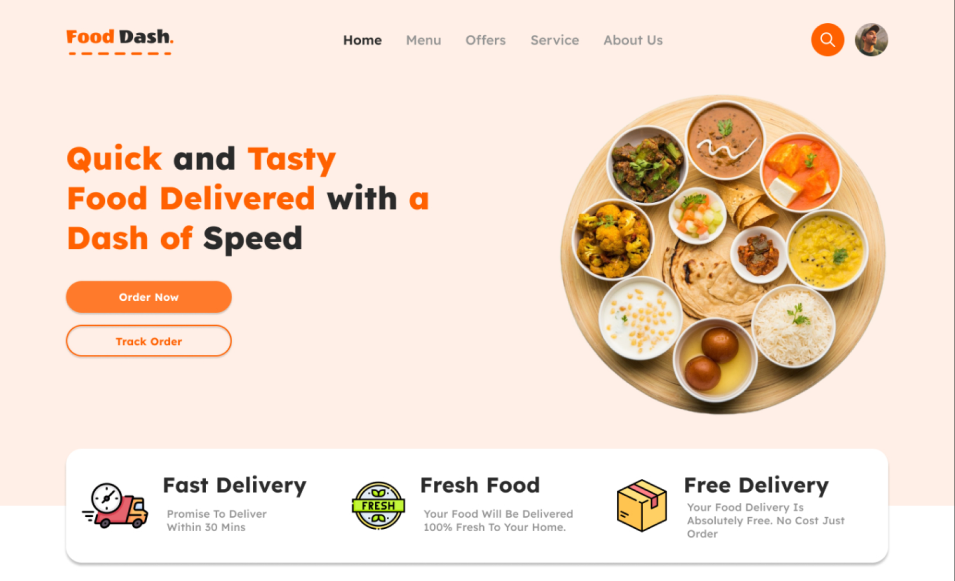 Food Dash.
Home Menu Offers Service About Us
Quick and Tasty
Food Delivered with a
Dash of Speed
Order Now
Track Order
Fast Delivery
Promise To Deliver
Within 30 Mins
FRESH
Fresh Food
Your Food Will Be Delivered
100% Fresh To Your Home.
Free Delivery
Your Food Delivery Is
Absolutely Free. No Cost Just
Order